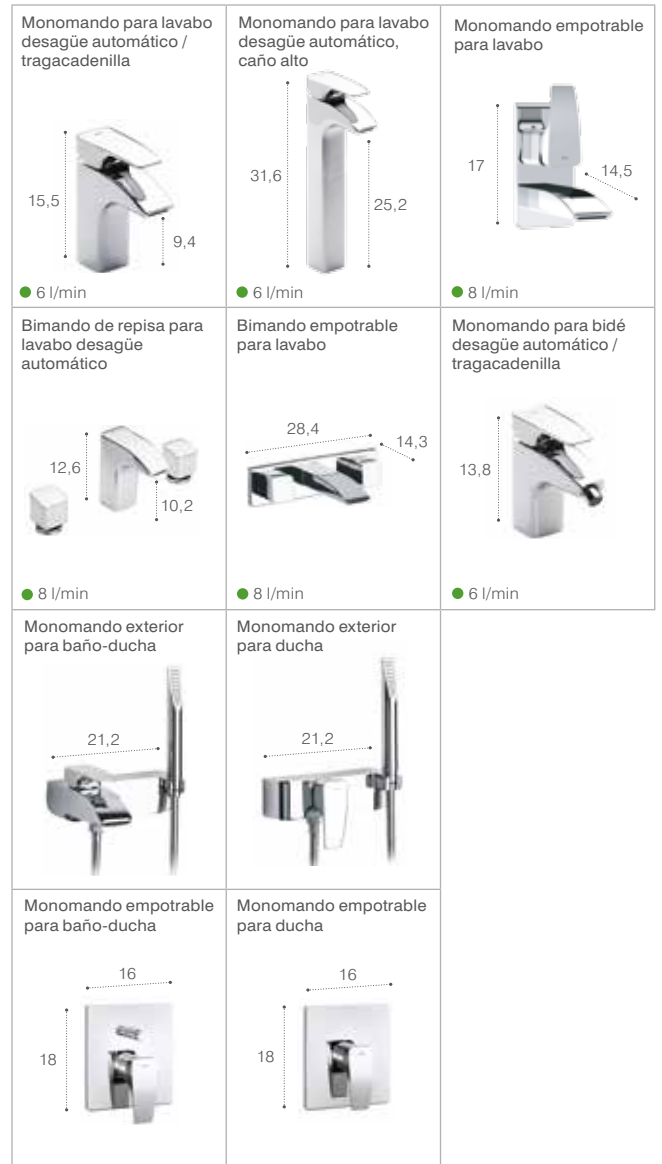 Monomando para lavabo
desagüe automático /
tragacadenilla
15,5
9,4
6 l/min
Monomando para lavabo
desagüe automático,
caño alto
31,6
25,2
6 l/min
Monomando empotrable
para lavabo
17
14,5
8 l/min
Bimando de repisa para
lavabo desagüe
automático
12,6
10,2
8 l/min
Bimando empotrable
para lavabo
28,4
14,3
8 l/min
Monomando para bidé
desagüe automático /
tragacadenilla
13,8
6 l/min
Monomando exterior
para baño-ducha
21,2
Monomando exterior
para ducha
21,2
Monomando empotrable
para baño-ducha
16
18
Monomando empotrable
para ducha
16
18